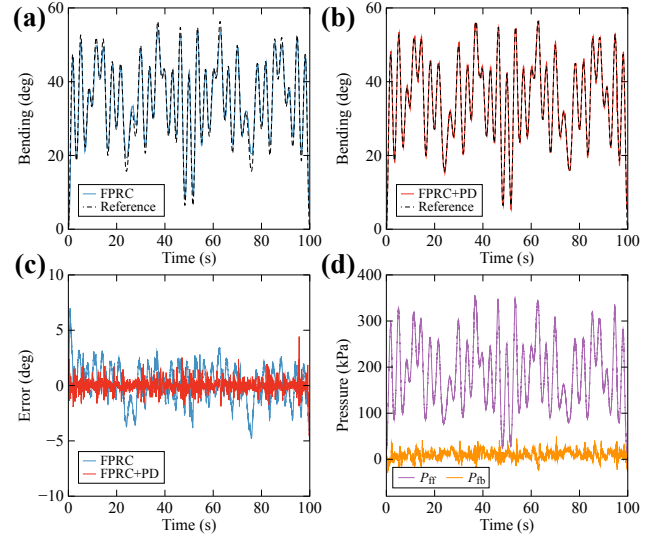 (a)
60
40
20
0
Bending (deg)
FPRC
Reference
0 20 40 60 80 100
Time (s)
(b)
60
40
20
0
Bending (deg)
FPRC+PD
Reference
0 20 40 60 80 100
Time (s)
(c)
10
5
0
−5
−10
Error (deg)
FPRC
FPRC+PD
0 20 40 60 80 100
Time (s)
(d)
400
300
200
100
0
Pressure (kPa)
Pff Pfb
0 20 40 60 80 100
Time (s)